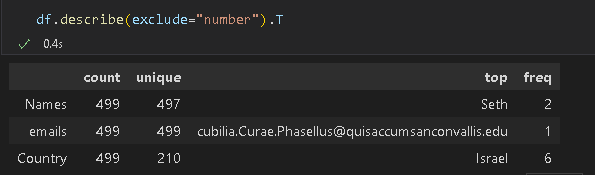 df.describe(exclude="number").T
✓ 0.4s
count unique top freq
Names 499 497 Seth 2
emails 499 499 cubilia.Curae.Phasellus@quisaccumsanconvallis.edu 1
Country 499 210 Israel 6